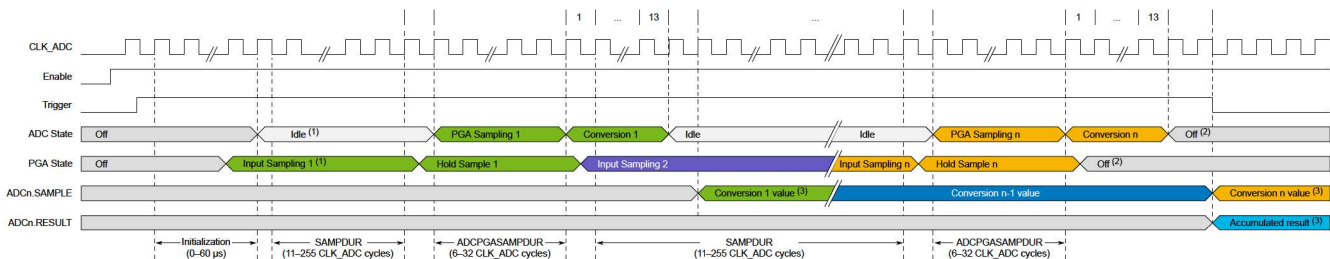 1 ... 13 ... 1 ... 13
CLK_ADC
Enable
Trigger
ADC State Off Idle (1) PGA Sampling 1 Conversion 1 Idle Idle PGA Sampling n Conversion n Off (2)
PGA State Off Input Sampling 1 (1) Hold Sample 1 Input Sampling 2 Input Sampling n Hold Sample n Off (2)
ADCn.SAMPLE Conversion 1 value (3) Conversion n-1 value Conversion n value (3)
ADCn.RESULT Accumulated result (3)
Initialization SAMPDUR ADCPGASAMPDUR SAMPDUR ADCPGASAMPDUR
(0–60 µs) (11–255 CLK_ADC cycles) (6–32 CLK_ADC cycles) (11–255 CLK_ADC cycles) (6–32 CLK_ADC cycles)